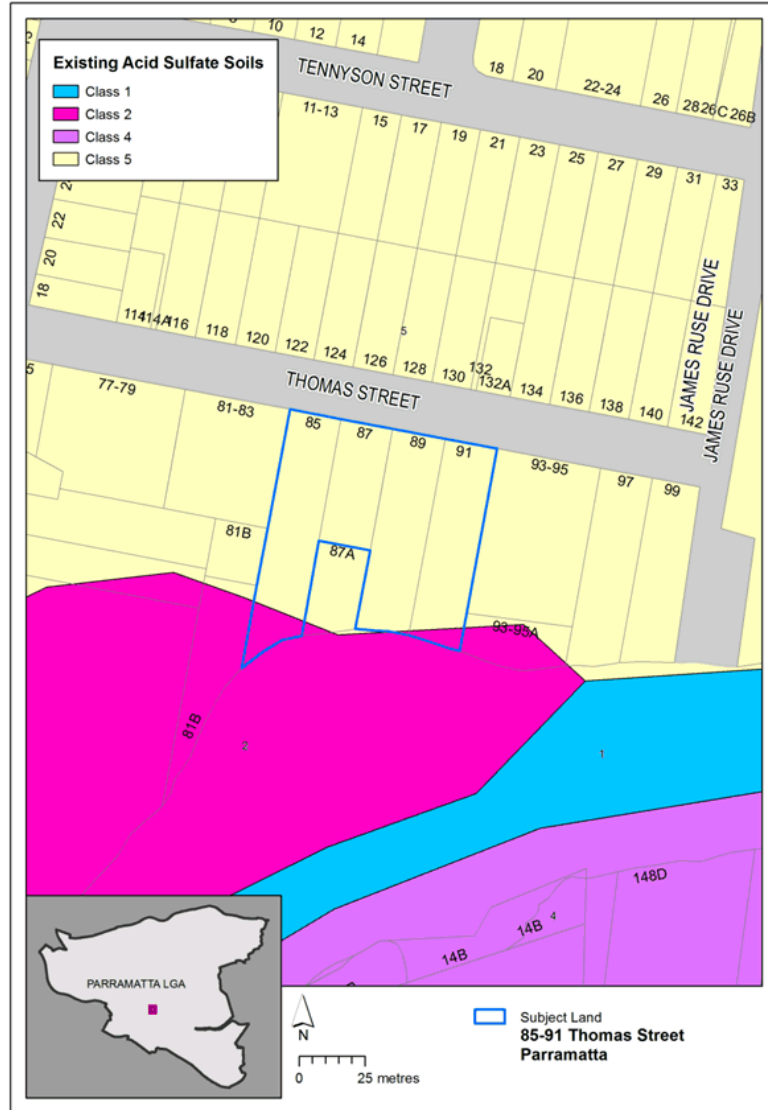 10
12
14
Existing Acid Sulfate Soils
Class 1
Class 2
Class 4
Class 5
TENNYSON STREET
18
20
22-24
26
28
26C
26B
11-13
15
17
19
21
23
25
27
29
31
33
22
20
18
114
114A
116
118
120
122
124
126
128
130
132
132A
134
136
138
140
142
5
JAMES RUSE DRIVE
JAMES RUSE DRIVE
THOMAS STREET
77-79
81-83
85
87
89
91
93-95
97
99
81B
87A
93-95A
81B
2
1
148D
14B
14B
4
PARRAMATTA LGA
N
0 25 metres
Subject Land
85-91 Thomas Street
Parramatta